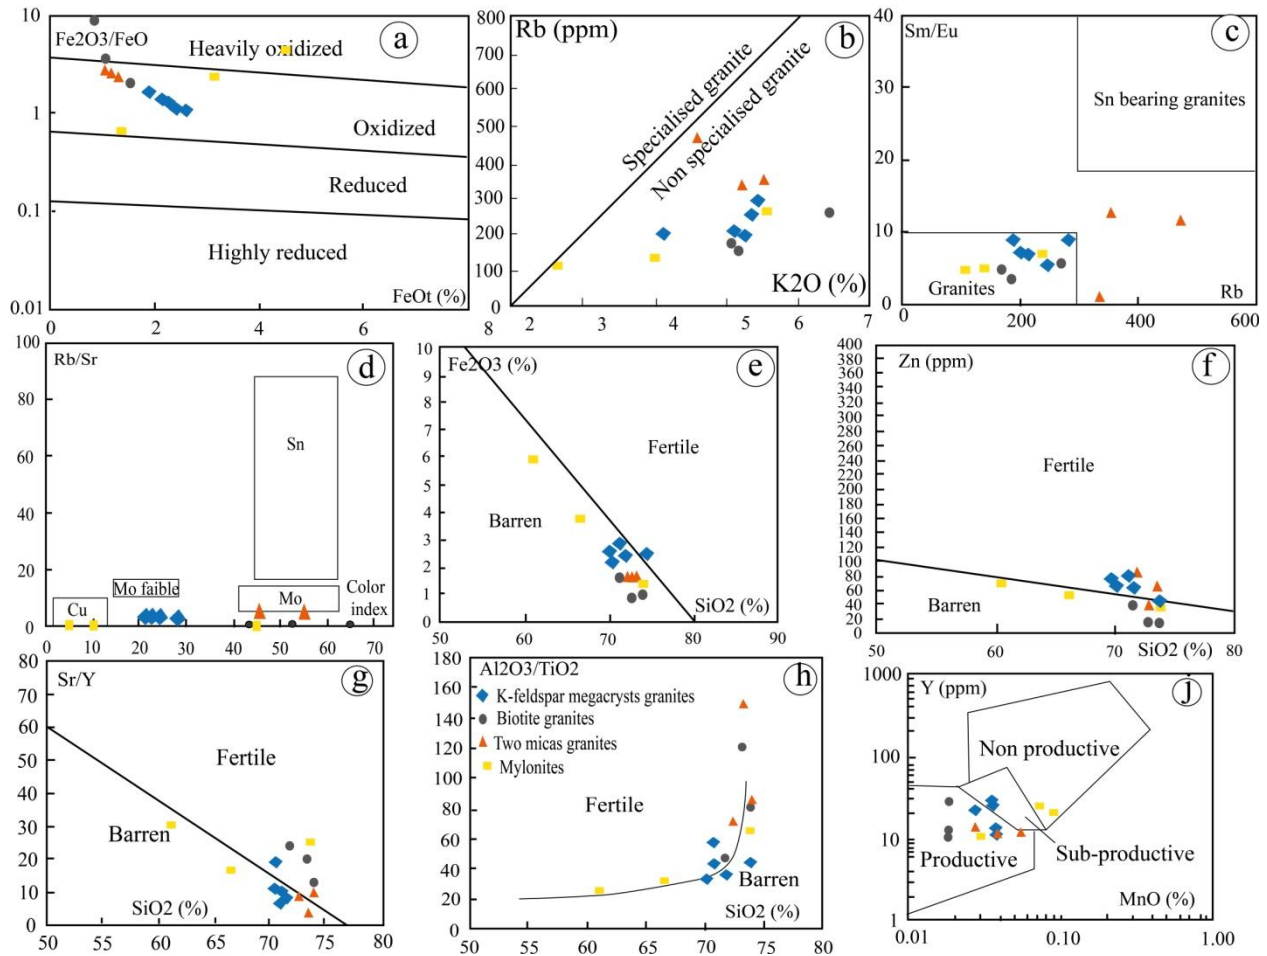 10
Fe2O3/FeO
Heavily oxidized
a
1
Oxidized
Reduced
0.1
Highly reduced
0.01
FeOt (%)
0
2
4
6
8
800
Rb (ppm)
b
700
600
500
400
300
200
100
0
Specialised granite
Non specialised granite
K2O (%)
2
3
4
5
6
7
40
Sm/Eu
c
30
Sn bearing granites
20
10
Granites
Rb
0
0
200
400
600
100
Rb/Sr
d
80
60
Sn
40
20
Mo faible
Color
Cu
Mo
index
0
0
10
20
30
40
50
60
70
10
Fe2O3 (%)
e
9
8
7
Fertile
6
5
4
Barren
3
2
1
0
SiO2 (%)
50
60
70
80
90
400
Zn (ppm)
f
380
360
340
320
300
280
260
240
Fertile
220
200
180
160
140
120
100
80
60
40
20
0
Barren
SiO2 (%)
50
60
70
80
80
Sr/Y
g
70
60
50
Fertile
40
30
Barren
20
10
SiO2 (%)
0
50
55
60
65
70
75
80
180
Al2O3/TiO2
h
160
K-feldspar megacrysts granites
140
Biotite granites
120
Two micas granites
100
Mylonites
80
Fertile
60
40
Barren
20
SiO2 (%)
0
50
55
60
65
70
75
80
1000
Y (ppm)
j
Non productive
100
10
Productive
Sub-productive
MnO (%)
1
0.01
0.10
1.00